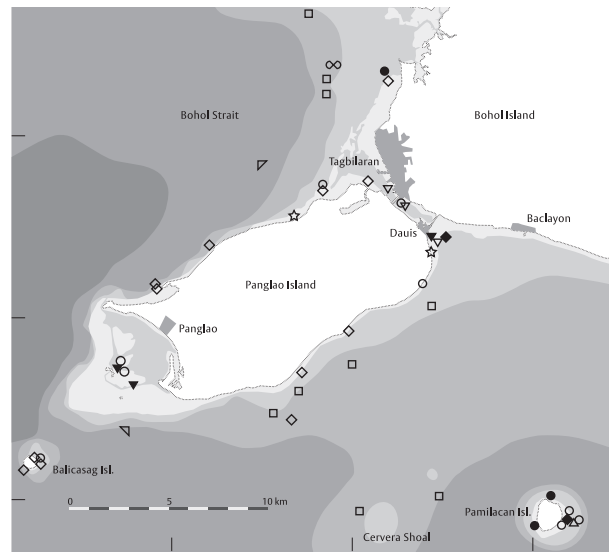 Bohol Strait
Bohol Island
Tagbilaran
Baclayon
Dauis
Panglao Island
Panglao
Balicasag Isl.
0 5 10 km
Pamilacan Isl.
Cervera Shoal